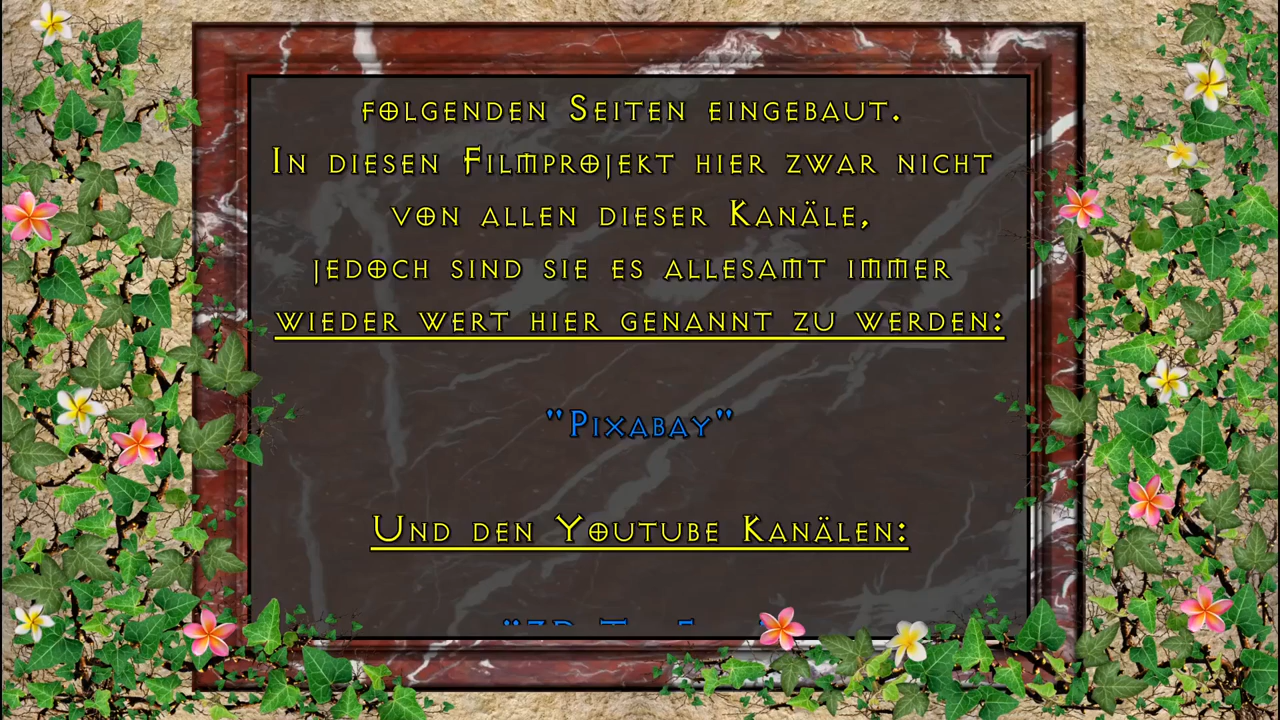 folgenden Seiten eingebaut.
In diesen Filmprojekt hier zwar nicht
von allen dieser Kanäle,
jedoch sind sie es allesamt immer
wieder wert hier genannt zu werden:
"Pixabay"
Und den Youtube Kanälen: